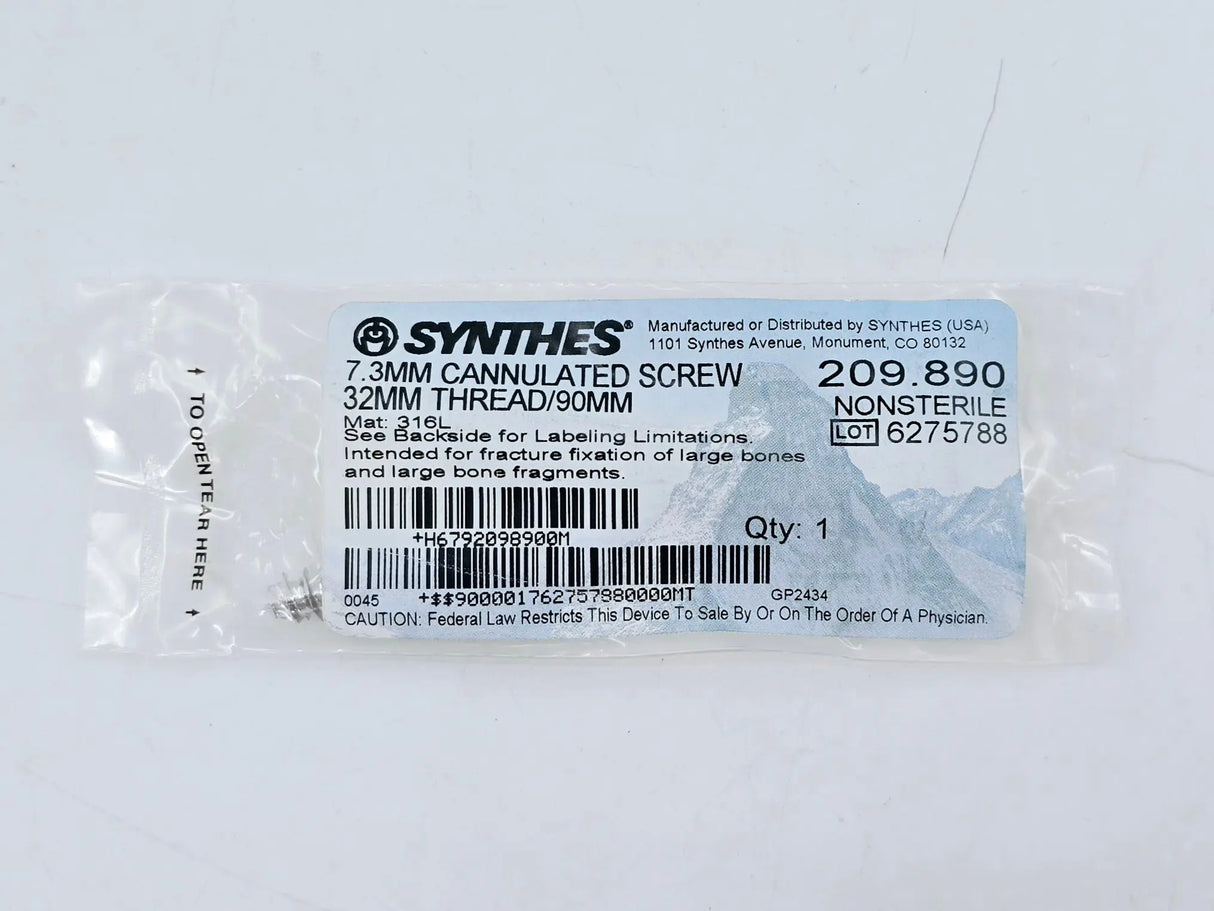 SYNTHES®
Manufactured or Distributed by SYNTHES (USA)
1101 Synthes Avenue, Monument, CO 80132
7.3MM CANNULATED SCREW
32MM THREAD/90MM
209.890
NONSTERILE
LOT 6275788
Mat: 316L
See Backside for Labeling Limitations.
Intended for fracture fixation of large bones
and large bone fragments.
+H6792098900M
Qty: 1
0045 +$$900001762757880000MT GP2434
CAUTION: Federal Law Restricts This Device To Sale By Or On The Order Of A Physician.
TO OPEN TEAR HERE